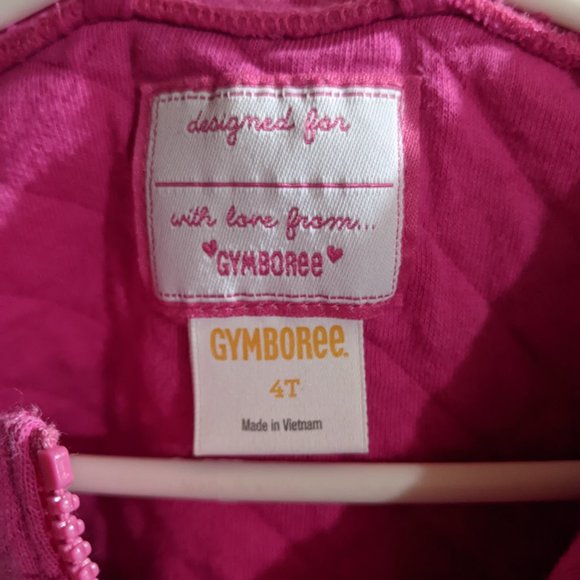 designed for
with love from...
GYMBOREE
GYMBOREE.
4T
Made in Vietnam